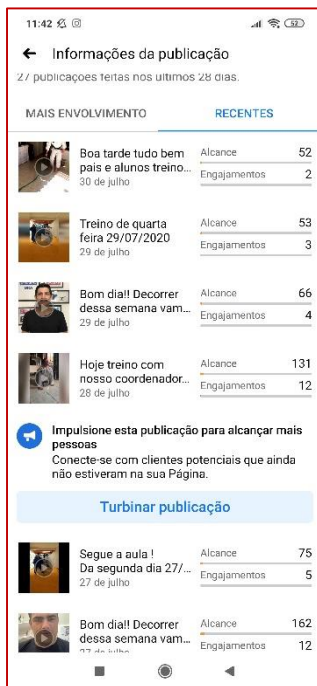 11:42
52
Informações da publicação
27 publicações feitas nos últimos 28 dias.
MAIS ENVOLVIMENTO
RECENTES
Boa tarde tudo bem
pais e alunos treino...
30 de julho
Alcance 52
Engajamentos 2
Treino de quarta
feira 29/07/2020
29 de julho
Alcance 53
Engajamentos 3
Bom dia!! Decorrer
dessa semana vam...
29 de julho
Alcance 66
Engajamentos 4
Hoje treino com
nosso coordenador...
28 de julho
Alcance 131
Engajamentos 12
Impulsione esta publicação para alcançar mais
pessoas
Conecte-se com clientes potenciais que ainda
não estiveram na sua Página.
Turbinar publicação
Segue a aula !
Da segunda dia 27/...
27 de julho
Alcance 75
Engajamentos 5
Bom dia!! Decorrer
dessa semana vam...
27 de julho
Alcance 162
Engajamentos 12